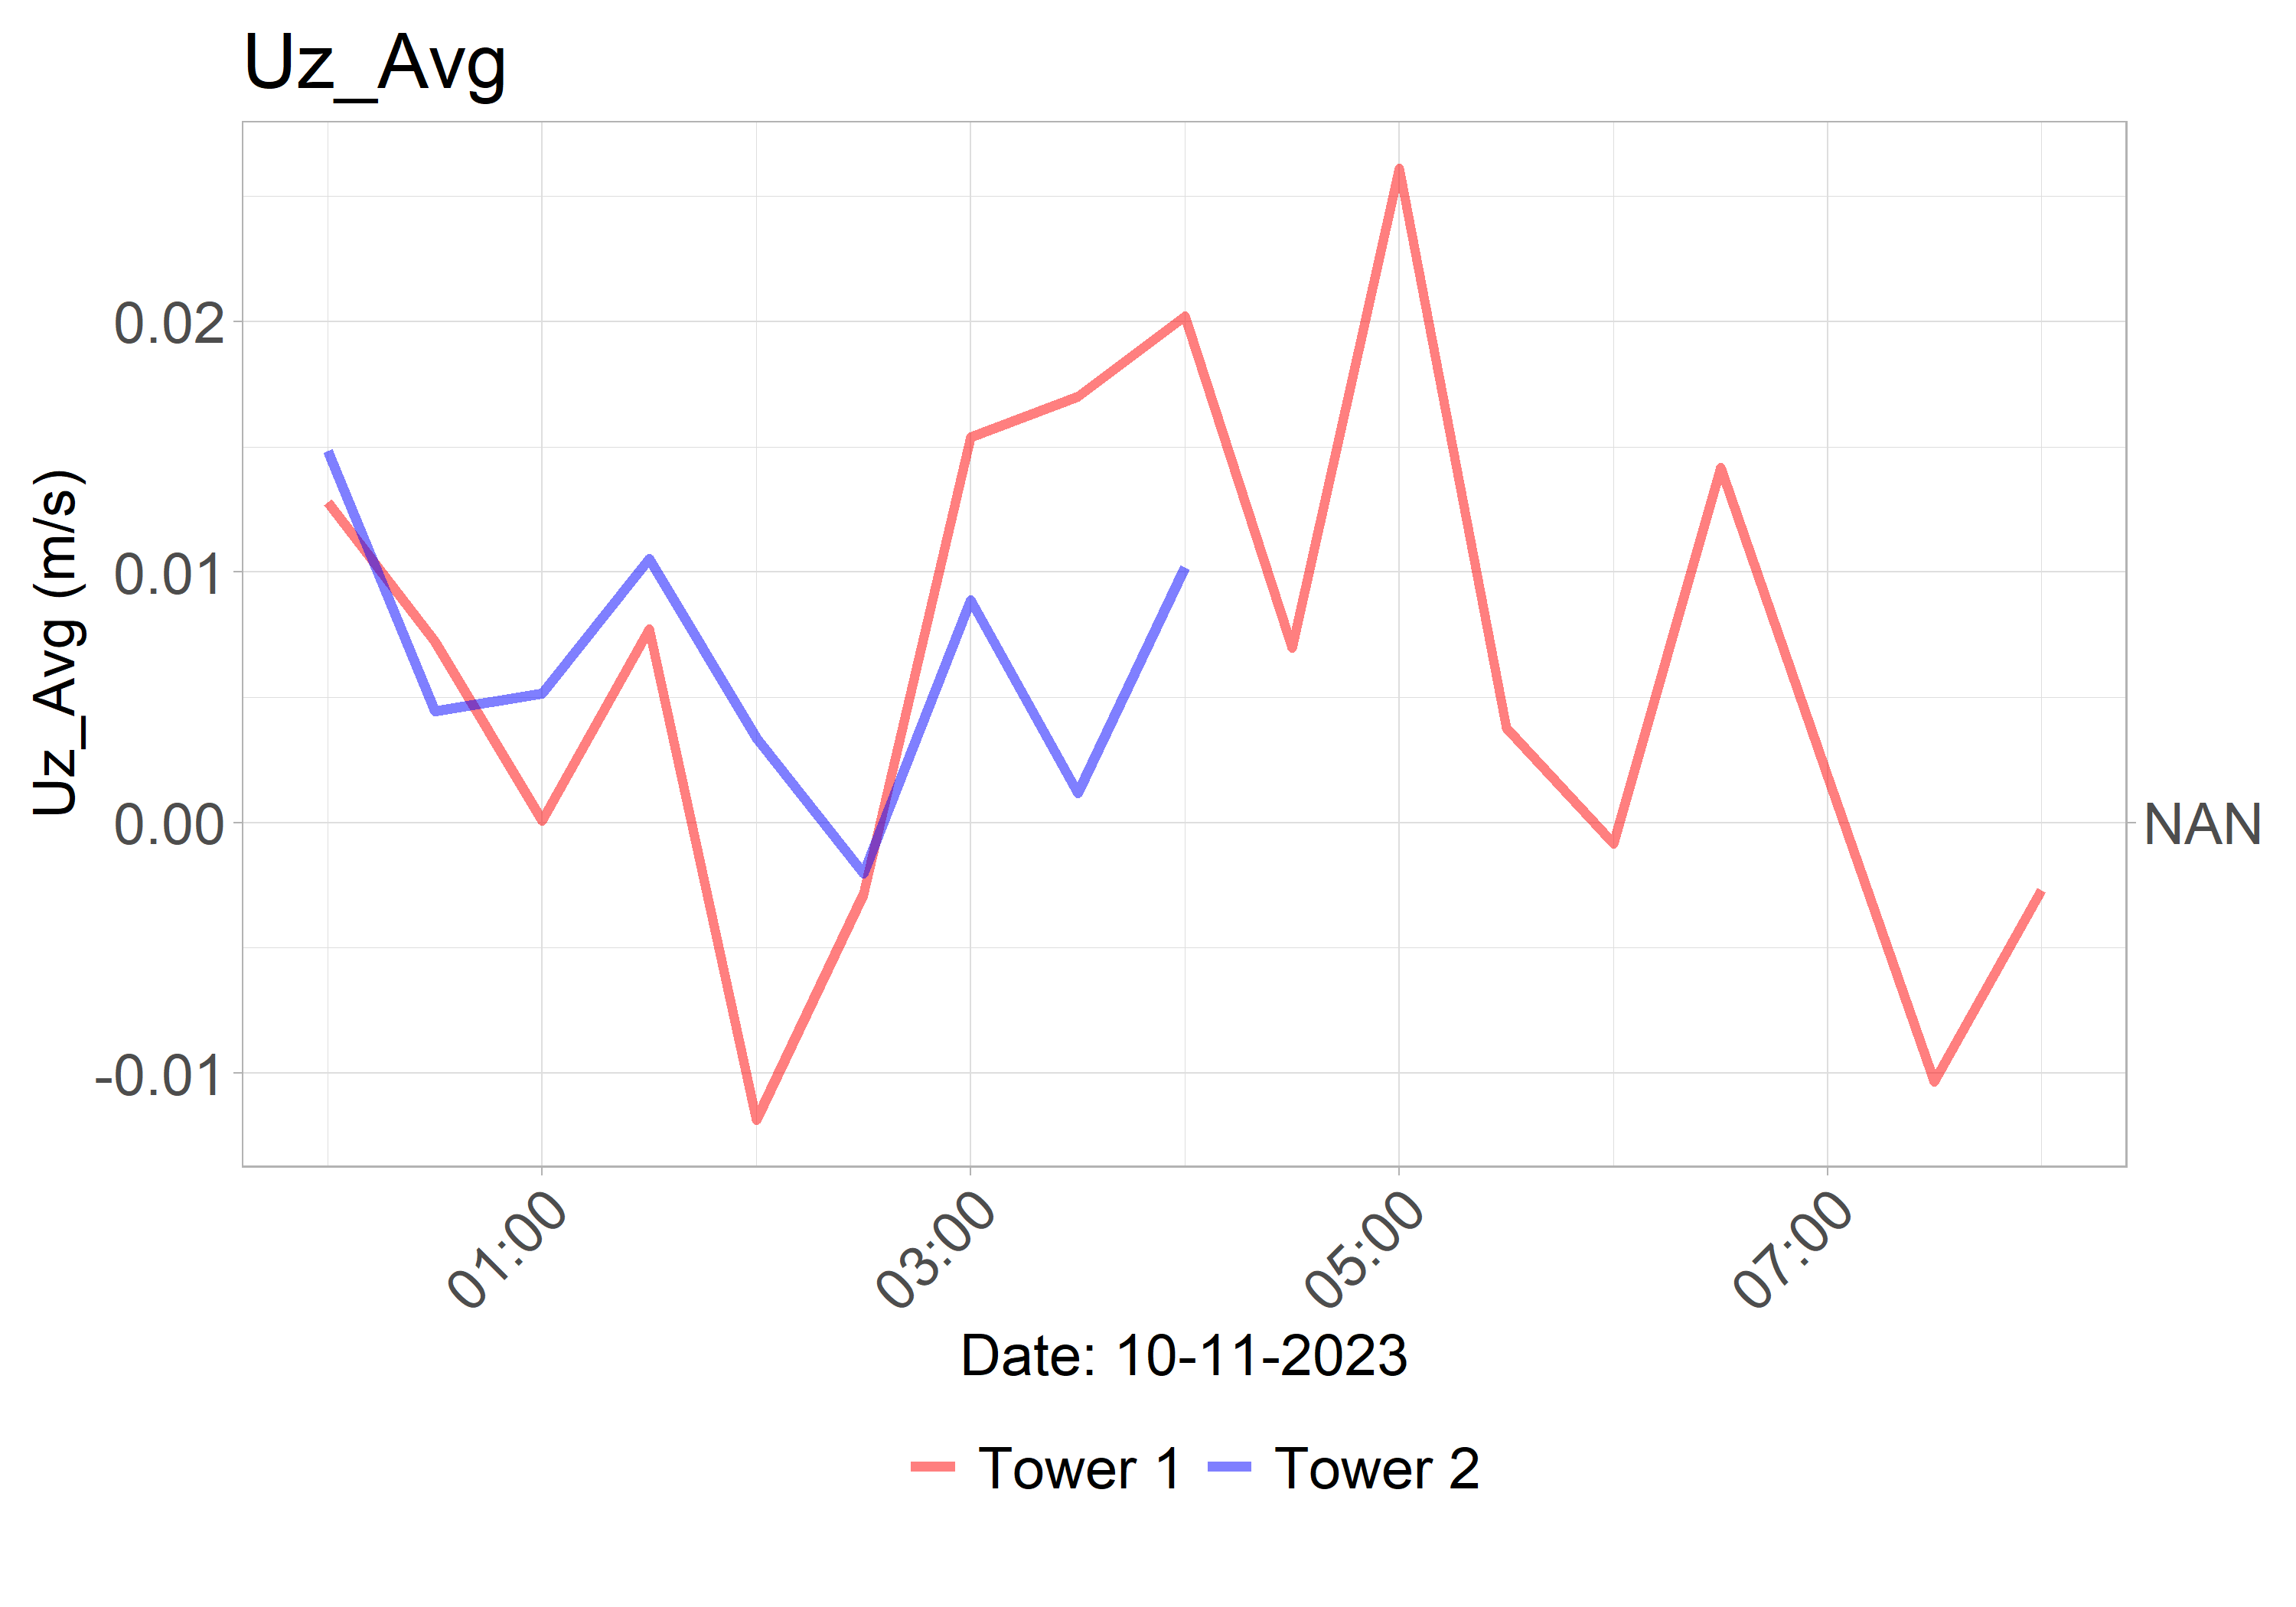 Uz_Avg
Uz_Avg (m/s)
0.02
0.01
0.00
-0.01
NAN
01:00
03:00
05:00
07:00
Date: 10-11-2023
Tower 1
Tower 2